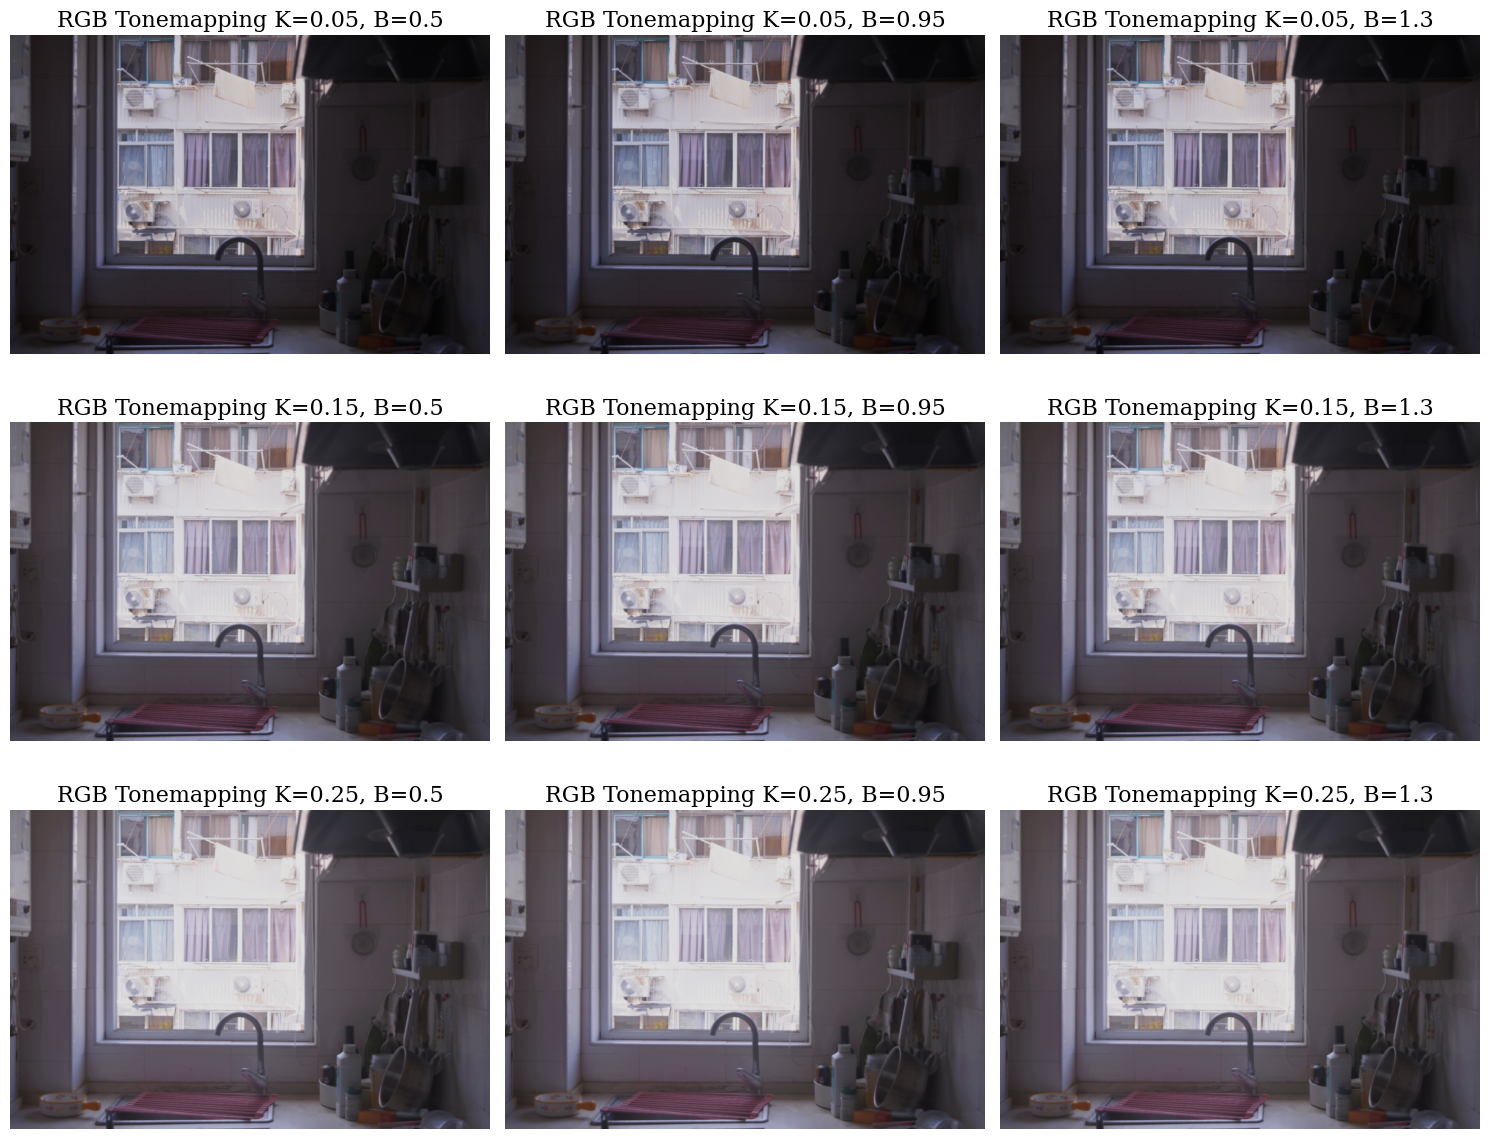 RGB Tonemapping K=0.05, B=0.5
RGB Tonemapping K=0.05, B=0.95
RGB Tonemapping K=0.05, B=1.3
RGB Tonemapping K=0.15, B=0.5
RGB Tonemapping K=0.15, B=0.95
RGB Tonemapping K=0.15, B=1.3
RGB Tonemapping K=0.25, B=0.5
RGB Tonemapping K=0.25, B=0.95
RGB Tonemapping K=0.25, B=1.3